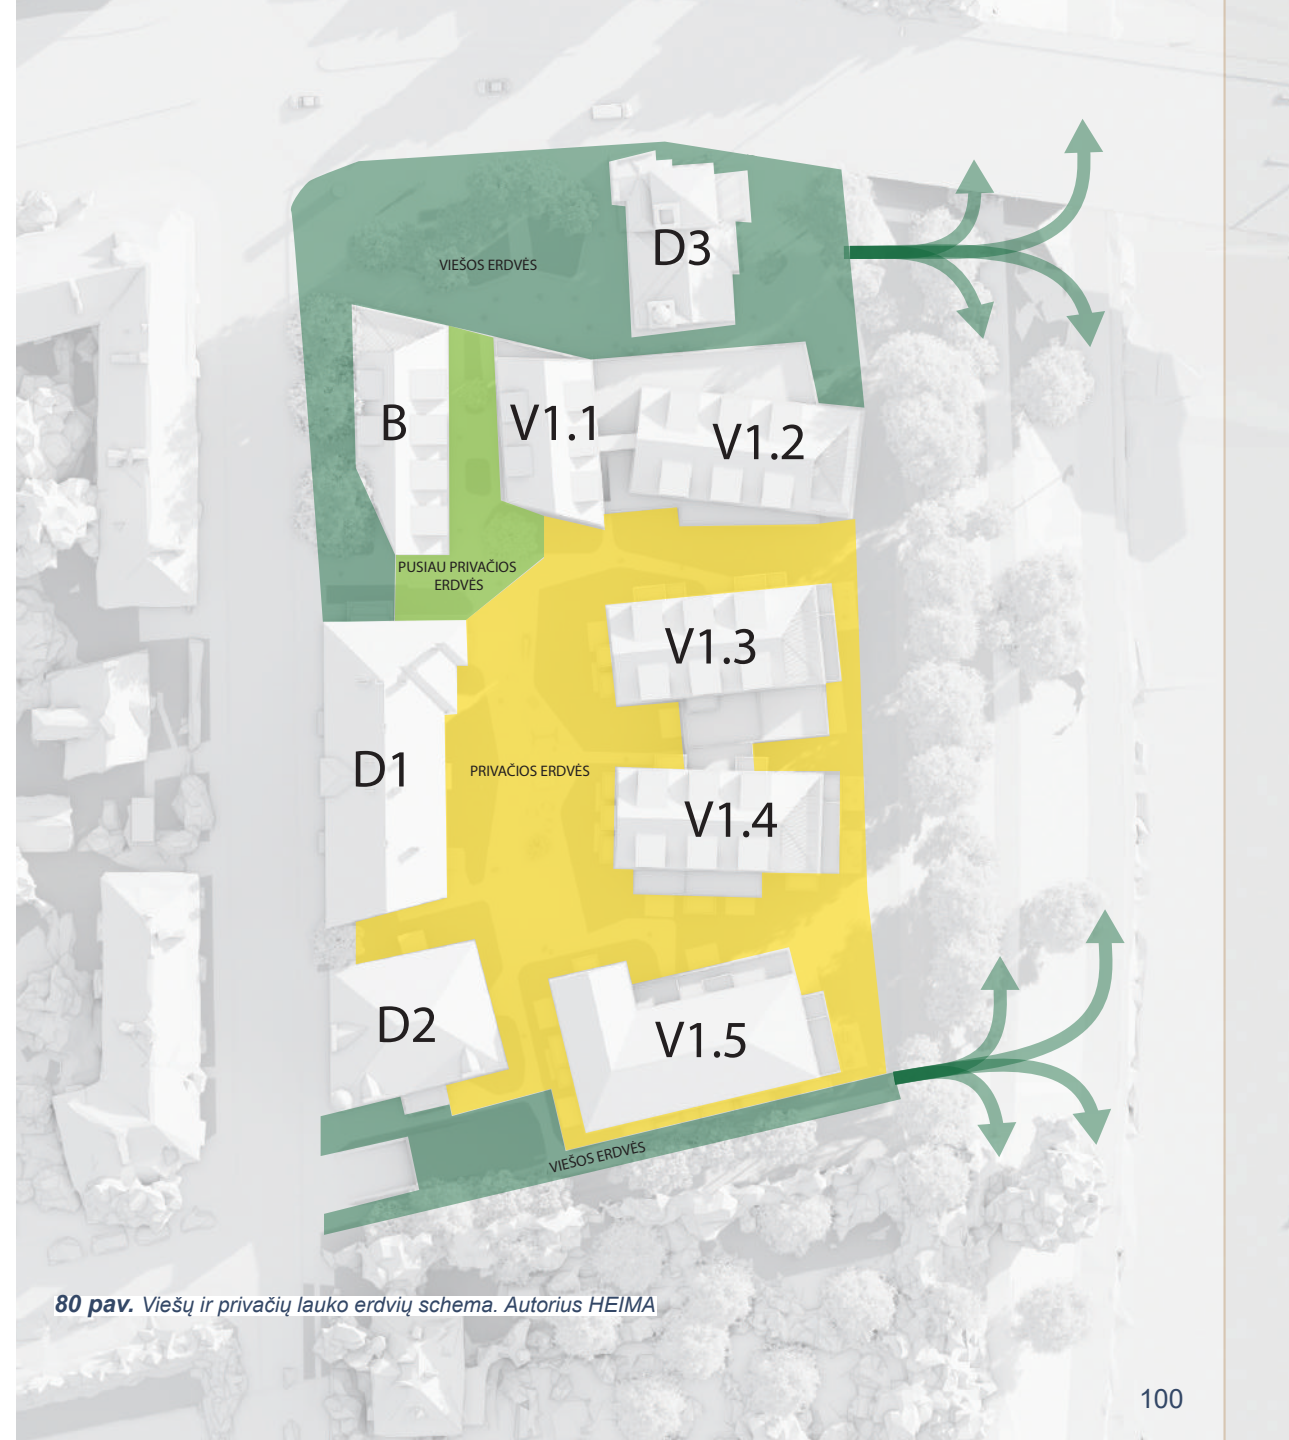 D3
VIEŠOS ERDVĖS
B
V1.1
V1.2
PUSIAU PRIVAČIOS
ERDVĖS
V1.3
D1
PRIVAČIOS ERDVĖS
V1.4
D2
V1.5
VIEŠOS ERDVĖS
80 pav. Viešų ir privačių lauko erdvių schema. Autorius HEIMA
100